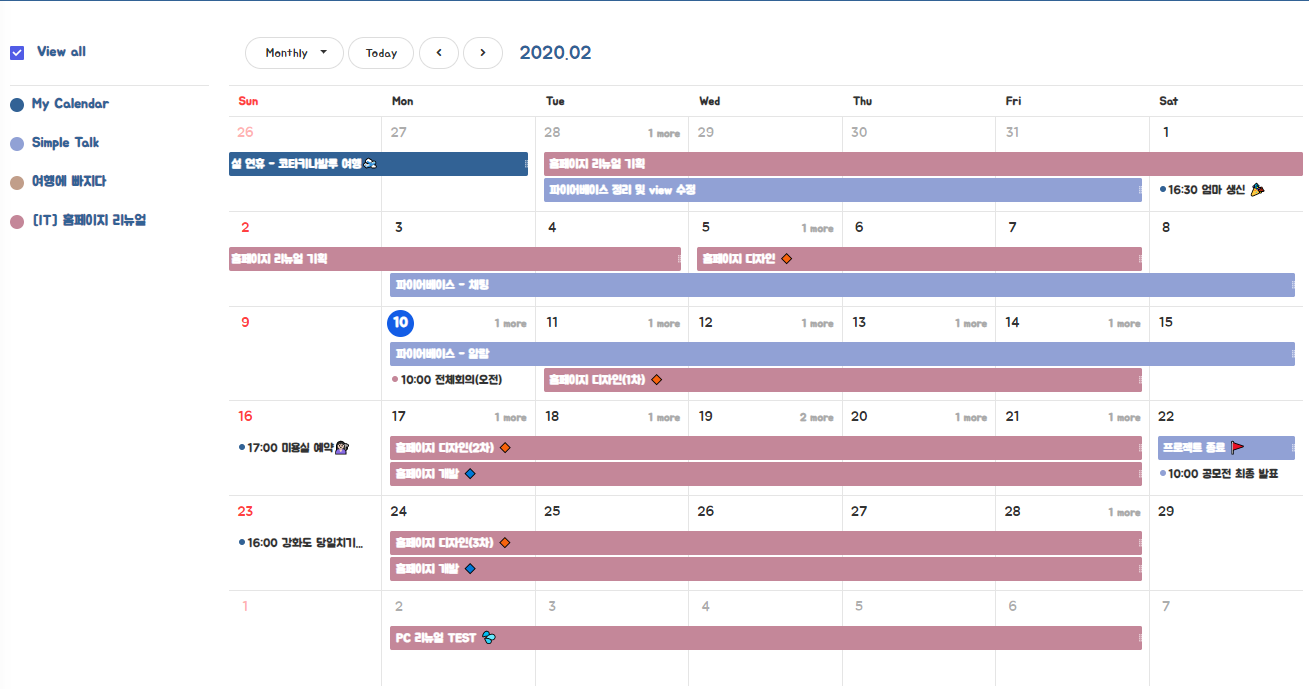 View all
My Calendar
Simple Talk
여행에 빠지다
[IT] 홈페이지 리뉴얼
Monthly Today < > 2020.02
Sun Mon Tue Wed Thu Fri Sat
26 27 28 1 more 29 30 31 1
설 연휴 - 코타키나발루 여행 홈페이지 리뉴얼 기획
파이어베이스 정리 및 view 수정 16:30 엄마 생신
2 3 4 5 1 more 6 7 8
홈페이지 리뉴얼 기획 홈페이지 디자인
파이어베이스 - 채팅
9 10 1 more 11 1 more 12 1 more 13 1 more 14 1 more 15
파이어베이스 - 알람
10:00 전체회의(오전) 홈페이지 디자인(1차)
16 17 1 more 18 1 more 19 2 more 20 1 more 21 1 more 22
17:00 미용실 예약 홈페이지 디자인(2차) 프로젝트 종료
홈페이지 개발 10:00 공모전 최종 발표
23 24 25 26 27 28 1 more 29
16:00 강화도 당일치기... 홈페이지 디자인(3차)
홈페이지 개발
1 2 3 4 5 6 7
PC 리뉴얼 TEST